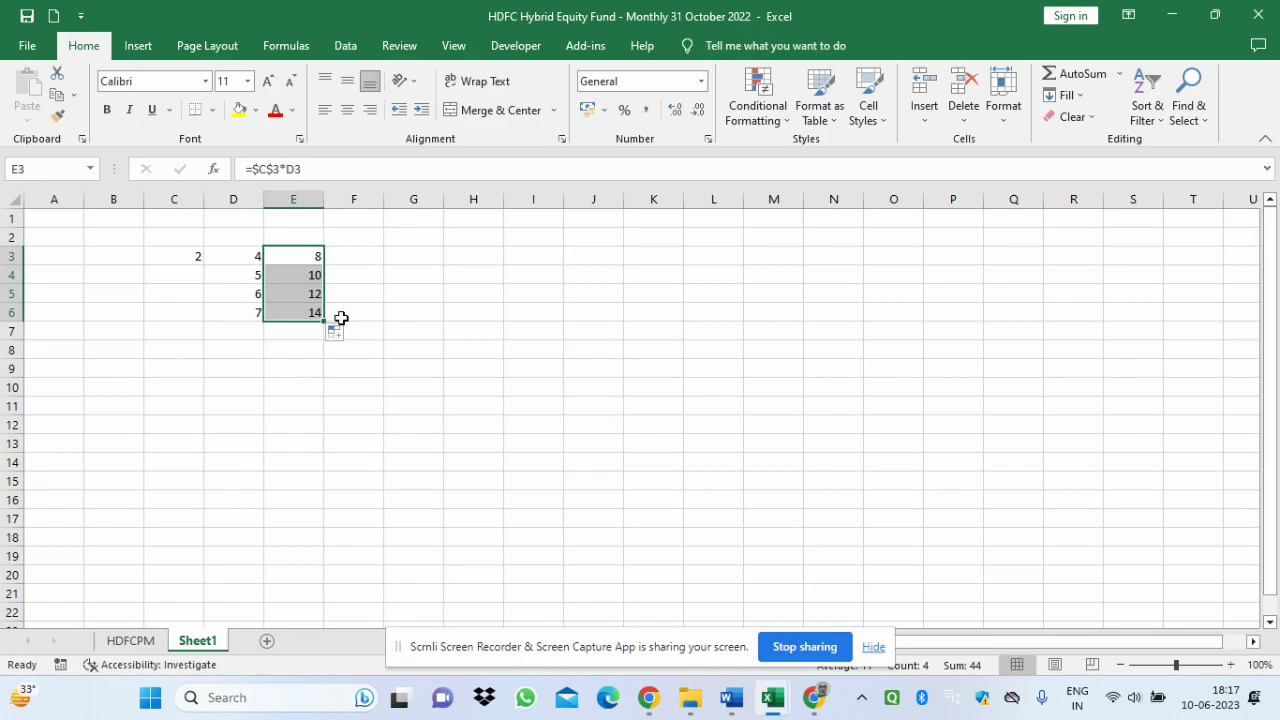 HDFC Hybrid Equity Fund - Monthly 31 October 2022 - Excel
Sign in
File Home Insert Page Layout Formulas Data Review View Developer Add-ins Help Tell me what you want to do
Paste
Clipboard
Calibri 11
B I U A
Font
Wrap Text
Merge & Center
Alignment
General
%
Number
Conditional Formatting
Format as Table
Cell Styles
Styles
Insert
Delete
Format
Cells
AutoSum
Fill
Clear
Sort & Filter
Find & Select
Editing
E3 fx =$C$3*D3
A B C D E F G H I J K L M N O P Q R S T U
1
2
3 2 4 8
4 5 10
5 6 12
6 7 14
7
8
9
10
11
12
13
14
15
16
17
18
19
20
21
22
HDFCPM Sheet1
Scrnli Screen Recorder & Screen Capture App is sharing your screen. Stop sharing Hide
Ready Accessibility: Investigate Count: 4 Sum: 44 100%
33° Search ENG IN 18:17 10-06-2023